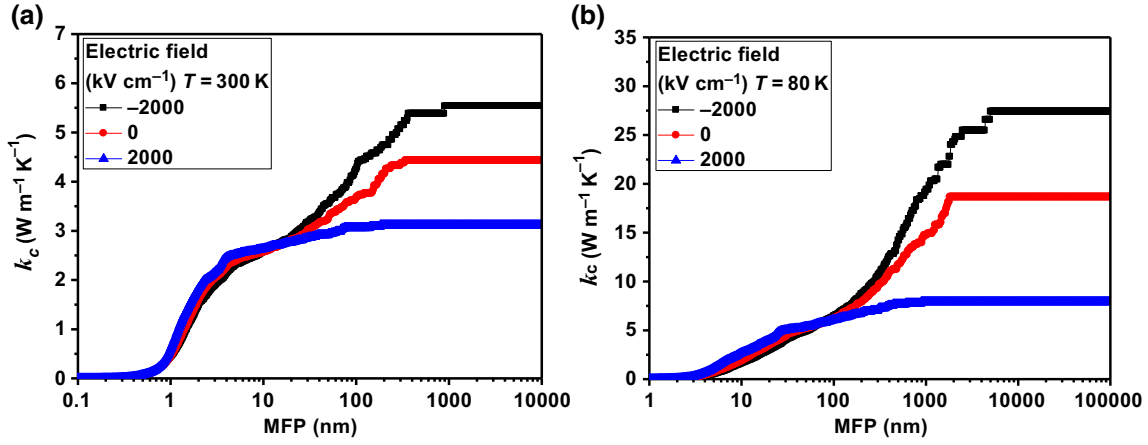 (a)
7
6
5
4
3
2
1
0
k_c (W m⁻¹ K⁻¹)
Electric field
(kV cm⁻¹) T = 300 K
–2000
0
2000
0.1 1 10 100 1000 10000
MFP (nm)
(b)
35
30
25
20
15
10
5
0
kc (W m⁻¹ K⁻¹)
Electric field
(kV cm⁻¹) T = 80 K
–2000
0
2000
1 10 100 1000 10000 100000
MFP (nm)